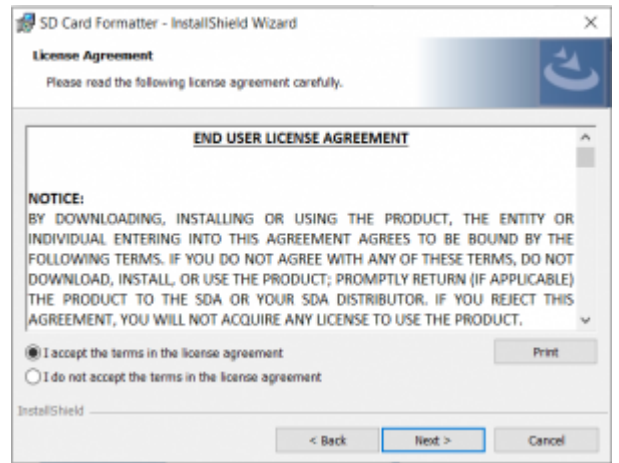 SD Card Formatter - InstallShield Wizard
License Agreement
Please read the following license agreement carefully.
END USER LICENSE AGREEMENT
NOTICE:
BY DOWNLOADING, INSTALLING OR USING THE PRODUCT, THE ENTITY OR
INDIVIDUAL ENTERING INTO THIS AGREEMENT AGREES TO BE BOUND BY THE
FOLLOWING TERMS. IF YOU DO NOT AGREE WITH ANY OF THESE TERMS, DO NOT
DOWNLOAD, INSTALL, OR USE THE PRODUCT; PROMPTLY RETURN (IF APPLICABLE)
THE PRODUCT TO THE SDA OR YOUR SDA DISTRIBUTOR. IF YOU REJECT THIS
AGREEMENT, YOU WILL NOT ACQUIRE ANY LICENSE TO USE THE PRODUCT.
I accept the terms in the license agreement
Print
I do not accept the terms in the license agreement
InstallShield
< Back Next > Cancel